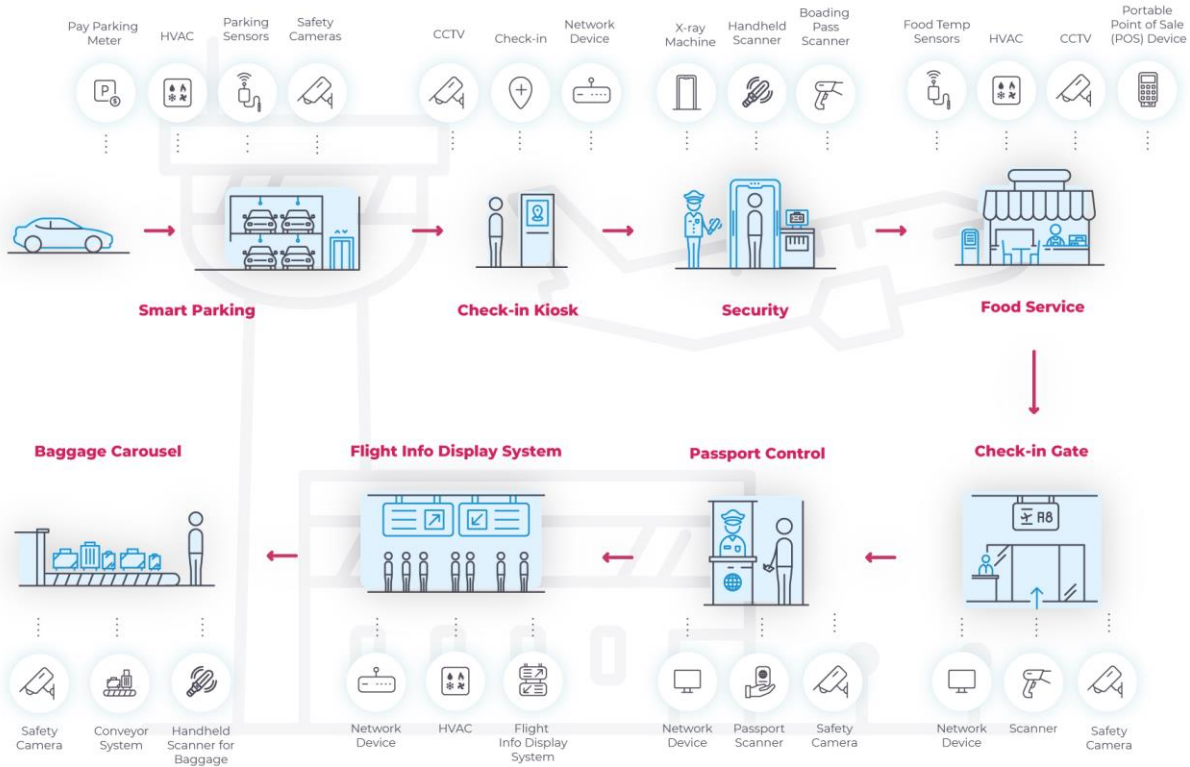 Pay Parking
Meter
HVAC
Parking
Sensors
Safety
Cameras
CCTV
Check-in
Network
Device
X-ray
Machine
Handheld
Scanner
Boading
Pass
Scanner
Food Temp
Sensors
HVAC
CCTV
Portable
Point of Sale
(POS) Device
P
Smart Parking
Check-in Kiosk
Security
Food Service
Baggage Carousel
Flight Info Display System
Passport Control
Check-in Gate
A8
Safety
Camera
Conveyor
System
Handheld
Scanner for
Baggage
Network
Device
HVAC
Flight
Info Display
System
Network
Device
Passport
Scanner
Safety
Camera
Network
Device
Scanner
Safety
Camera